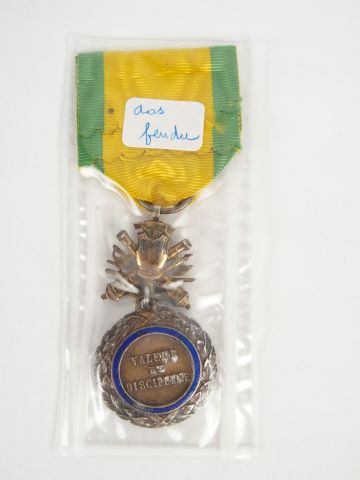 dos
fendu
VALEUR
ET
DISCIPLINE